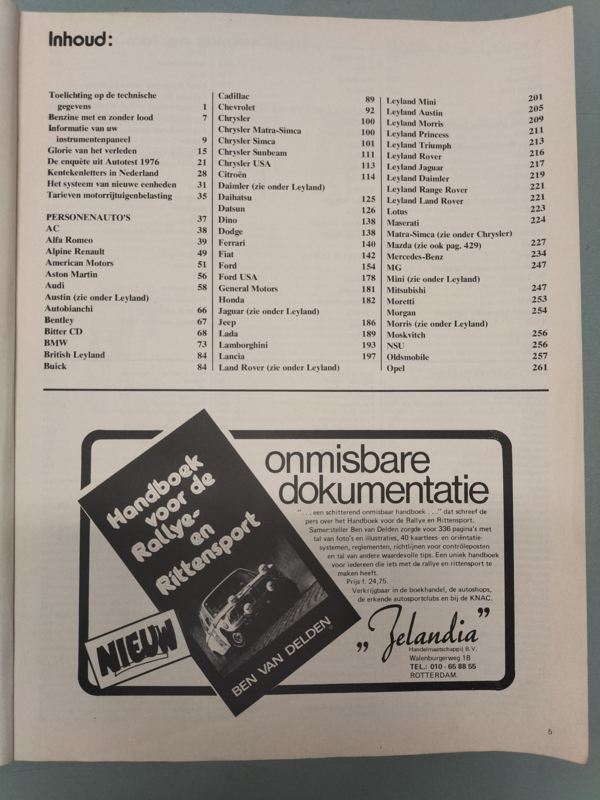 Inhoud:
Toelichting op de technische
gegevens 1
Benzine met en zonder lood 7
Informatie van uw
instrumentenpaneel 9
Glorie van het verleden 15
De enquête uit Autotest 1976 21
Kentekenletters in Nederland 28
Het systeem van nieuwe eenheden 31
Tarieven motorrijtuigenbelasting 35
PERSONENAUTO'S 37
AC 38
Alfa Romeo 39
Alpine Renault 49
American Motors 51
Aston Martin 56
Audi 58
Austin (zie onder Leyland)
Autobianchi 66
Bentley 67
Bitter CD 68
BMW 73
British Leyland 84
Buick 84
Cadillac 89
Chevrolet 92
Chrysler 100
Chrysler Matra-Simca 100
Chrysler Simca 101
Chrysler Sunbeam 111
Chrysler USA 113
Citroën 114
Daimler (zie onder Leyland)
Daihatsu 125
Datsun 126
Dino 138
Dodge 138
Ferrari 140
Fiat 142
Ford 154
Ford USA 178
General Motors 181
Honda 182
Jaguar (zie onder Leyland)
Jeep 186
Lada 189
Lamborghini 193
Lancia 197
Land Rover (zie onder Leyland)
Leyland Mini 201
Leyland Austin 205
Leyland Morris 209
Leyland Princess 211
Leyland Triumph 213
Leyland Rover 216
Leyland Jaguar 217
Leyland Daimler 219
Leyland Range Rover 221
Leyland Land Rover 221
Lotus 223
Maserati 224
Matra-Simca (zie onder Chrysler)
Mazda (zie ook pag. 429) 227
Mercedes-Benz 234
MG 247
Mini (zie onder Leyland)
Mitsubishi 247
Moretti 253
Morgan 254
Morris (zie onder Leyland)
Moskvitch 256
NSU 256
Oldsmobile 257
Opel 261
Handboek
voor de
Rallye-
en
Rittensport
BEN VAN DELDEN
NIEUW
onmisbare
dokumentatie
"... een schitterend onmisbaar handboek ..." dat schreef de
pers over het Handboek voor de Rallye en Rittensport.
Samensteller Ben van Delden zorgde voor 336 pagina's met
tal van foto's en illustraties, 40 kaartlees- en oriëntatie-
systemen, reglementen, richtlijnen voor contrôleposten
en tal van andere waardevolle tips. Een uniek handboek
voor iedereen die iets met de rallye en rittensport te
maken heeft.
Prijs f. 24,75.
Verkrijgbaar in de boekhandel, de autoshops,
de erkende autosportclubs en bij de KNAC.
„Jelandia”
Handelmaatschappij B.V.
Walenburgerweg 1B
TEL.: 010 - 65 88 55
ROTTERDAM.
5